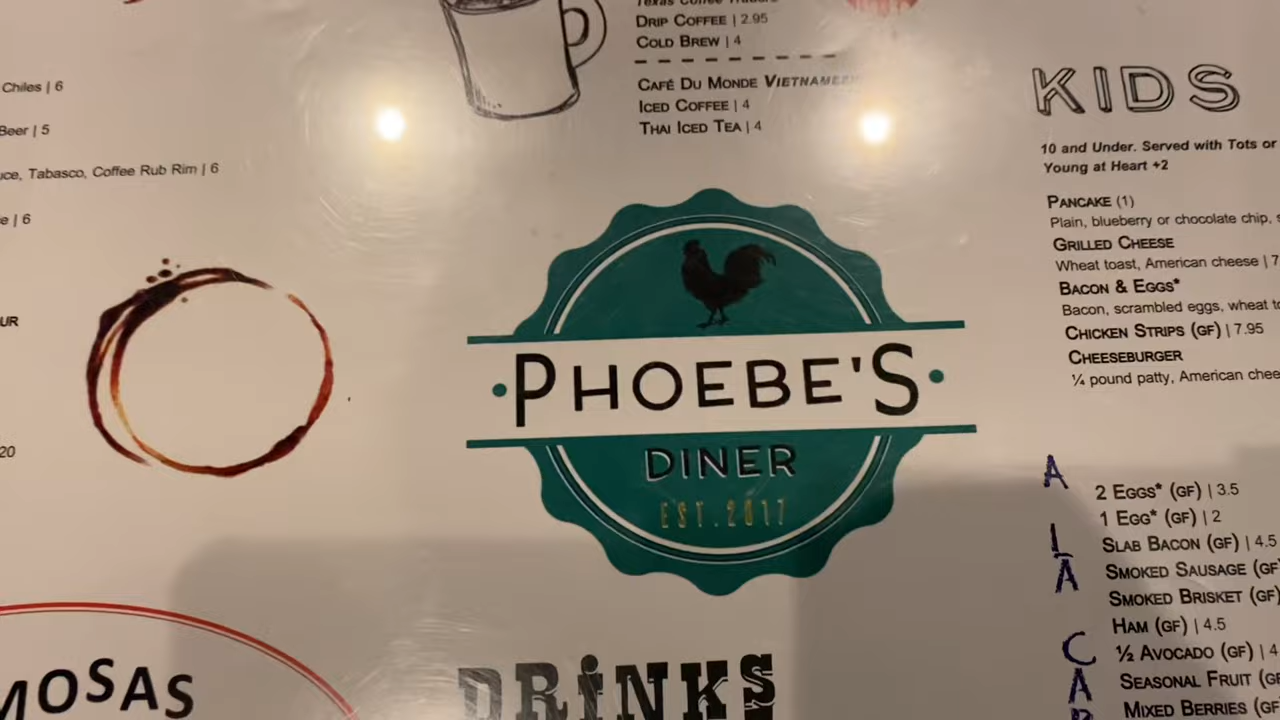 Chiles | 6
Beer | 5
Tabasco, Coffee Rub Rim | 6
| 6
20
MOSAS
Texas Coffee
DRIP COFFEE | 2.95
COLD BREW | 4
CAFÉ DU MONDE
ICED COFFEE | 4
THAI ICED TEA | 4
PHOEBE'S
DINER
EST.2017
DRINKS
KIDS
10 and Under. Served with Tots or
Young at Heart +2
PANCAKE (1)
Plain, blueberry or chocolate chip,
GRILLED CHEESE
Wheat toast, American cheese | 7
BACON & EGGS*
Bacon, scrambled eggs, wheat
CHICKEN STRIPS (GF) | 7.95
CHEESEBURGER
¼ pound patty, American
A
LA
CAR
2 EGGS* (GF) | 3.5
1 EGG* (GF) | 2
SLAB BACON (GF) | 4.5
SMOKED SAUSAGE (GF
SMOKED BRISKET (GF)
HAM (GF) | 4.5
½ AVOCADO (GF) | 4
SEASONAL FRUIT (GF
MIXED BERRIES (GF